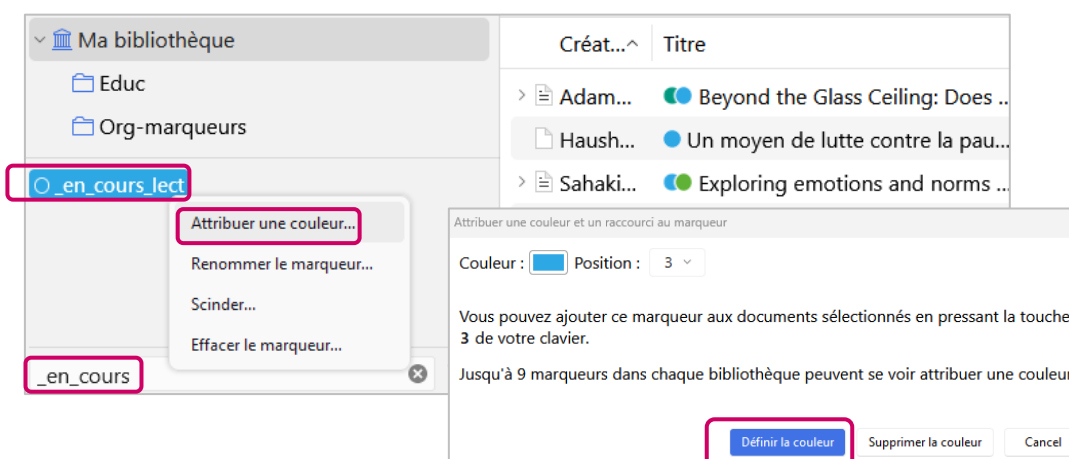 Ma bibliothèque
Créat... Titre
Educ
Adam... Beyond the Glass Ceiling: Does ..
Org-marqueurs
Haush... Un moyen de lutte contre la pau...
_en_cours_lect
Sahaki... Exploring emotions and norms ...
Attribuer une couleur...
Renommer le marqueur...
Scinder...
Effacer le marqueur...
_en_cours
Attribuer une couleur et un raccourci au marqueur
Couleur : Position : 3
Vous pouvez ajouter ce marqueur aux documents sélectionnés en pressant la touche
3 de votre clavier.
Jusqu'à 9 marqueurs dans chaque bibliothèque peuvent se voir attribuer une couleur
Définir la couleur Supprimer la couleur Cancel